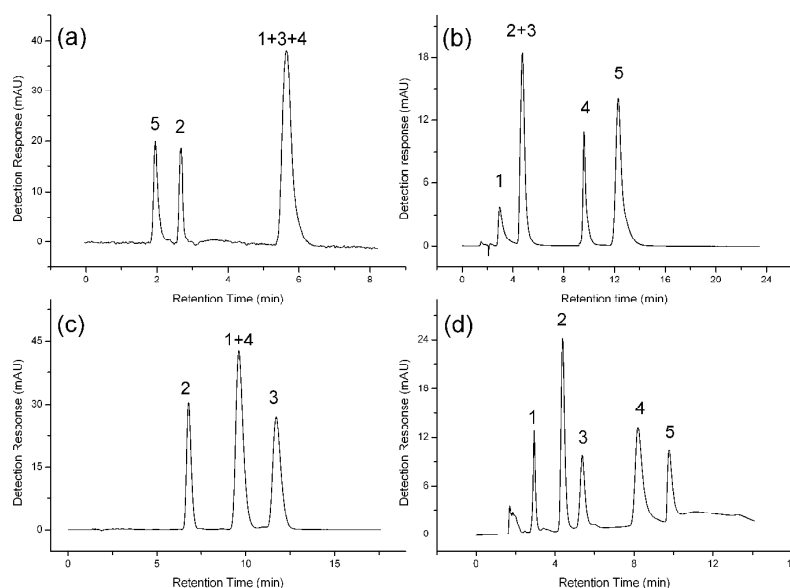 (a)
1+3+4
5
2
40
30
20
10
0
Detection Response (mAU)
0 2 4 6 8
Retention Time (min)
(b)
2+3
5
4
1
18
12
6
0
Detection response (mAU)
0 4 8 12 16 20 24
Retention Time (min)
(c)
1+4
2
3
45
30
15
0
Detection Response (mAU)
0 5 10 15
Retention Time (min)
(d)
2
1
3
4
5
24
18
12
6
0
Detection Response (mAU)
0 4 8 12
Retention Time (min)